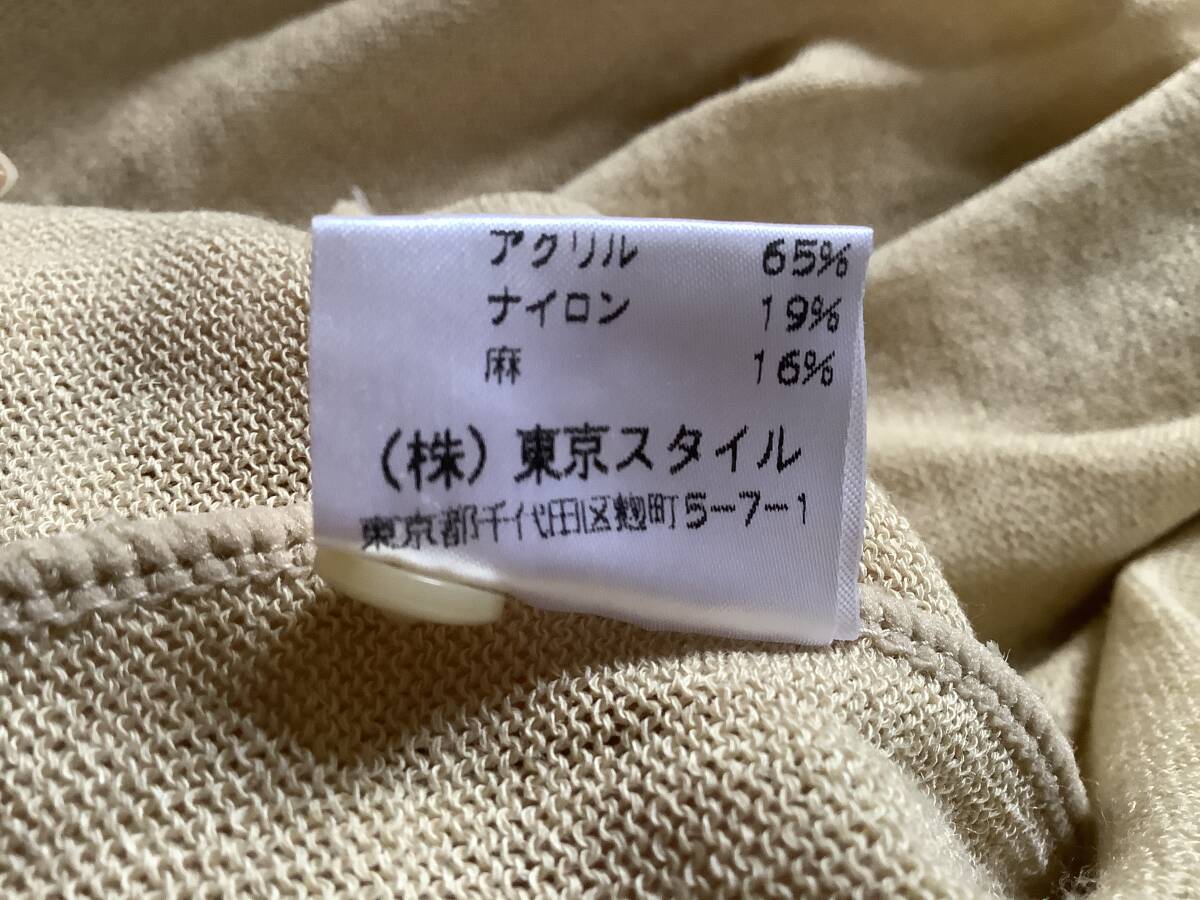 アクリル 65%
ナイロン 19%
麻 16%
(株) 東京スタイル
東京都千代田区麹町5-7-1